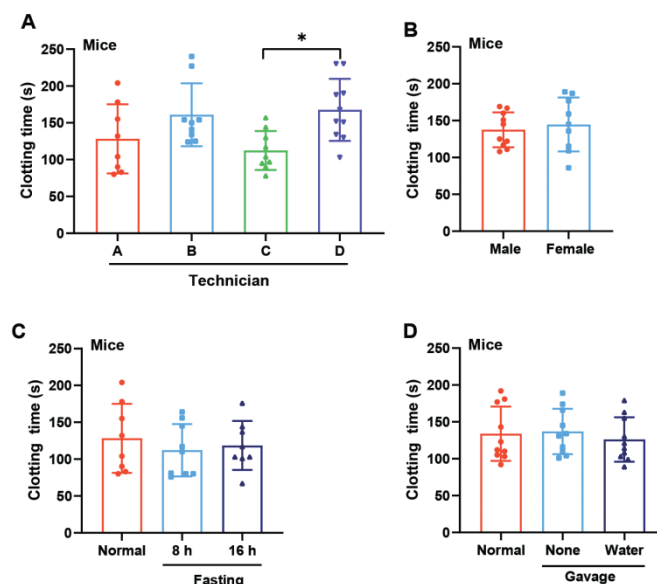 A
Mice
*
Clotting time (s)
250
200
150
100
50
0
A B C D
Technician
B
Mice
Clotting time (s)
250
200
150
100
50
0
Male Female
C
Mice
Clotting time (s)
250
200
150
100
50
0
Normal 8 h 16 h
Fasting
D
Mice
Clotting time (s)
250
200
150
100
50
0
Normal None Water
Gavage